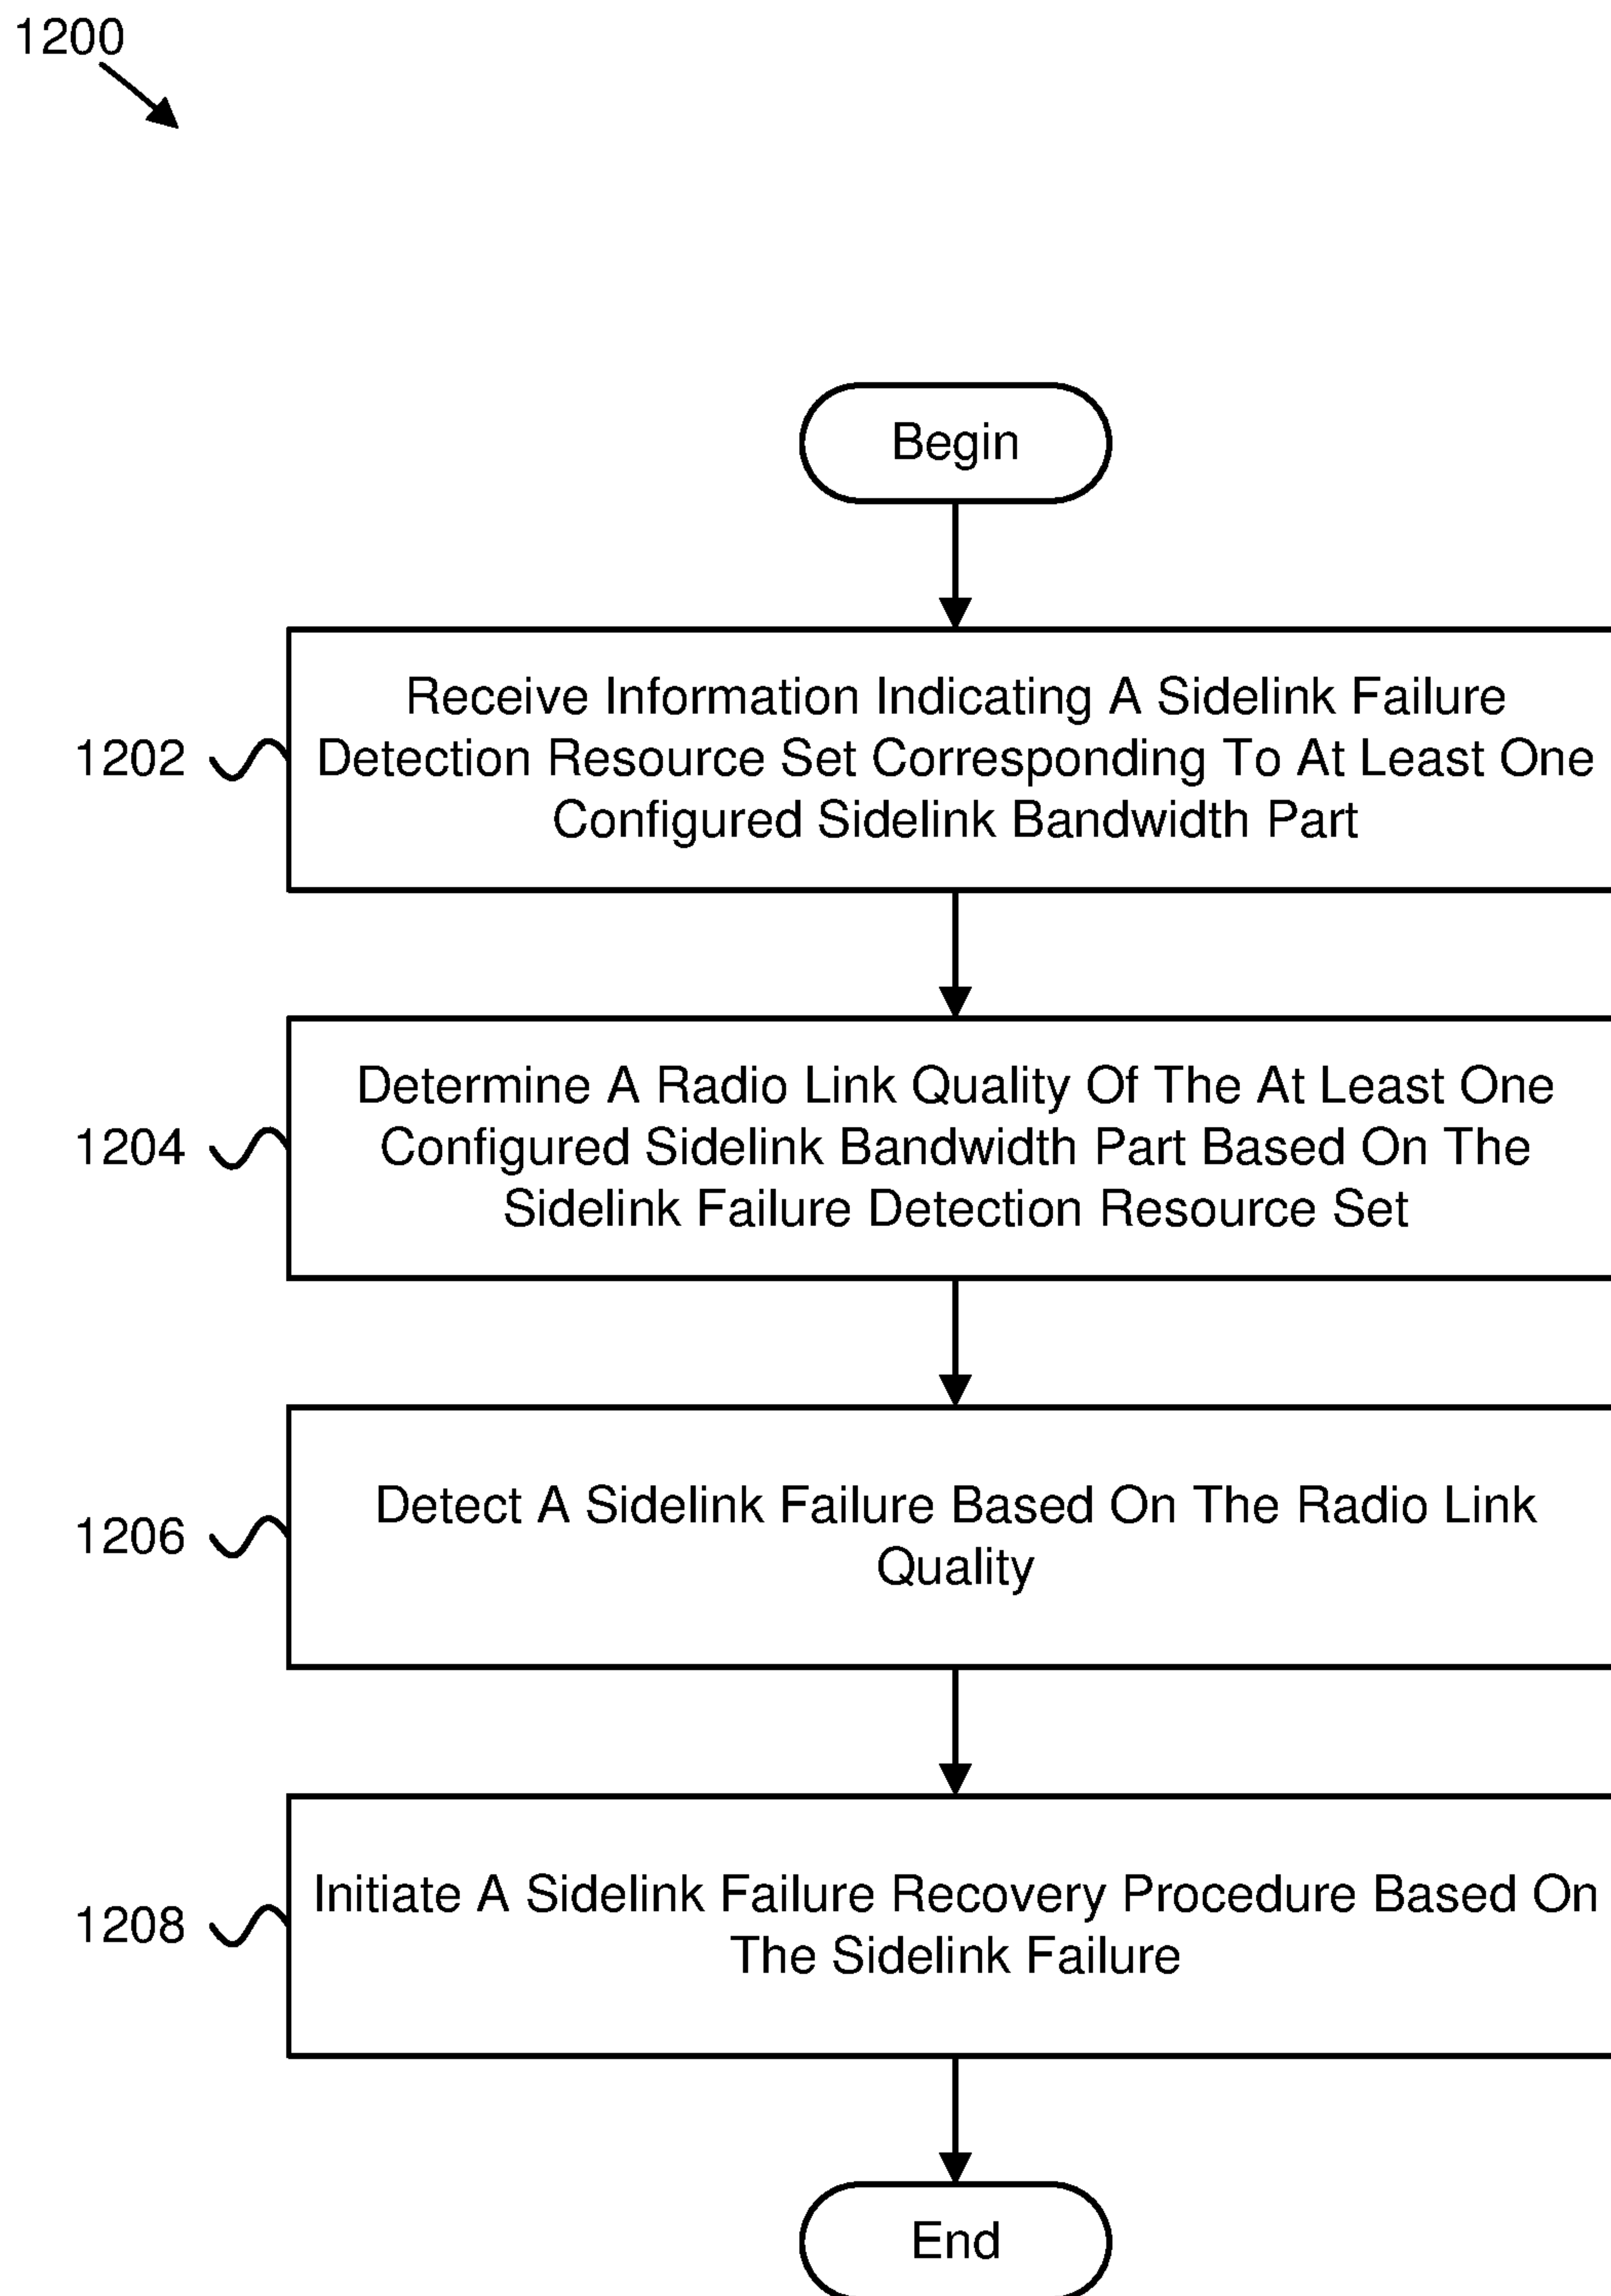 1200
Begin
Receive Information Indicating A Sidelink Failure
Detection Resource Set Corresponding To At Least One
Configured Sidelink Bandwidth Part
1202
Determine A Radio Link Quality Of The At Least One
Configured Sidelink Bandwidth Part Based On The
Sidelink Failure Detection Resource Set
1204
Detect A Sidelink Failure Based On The Radio Link
Quality
1206
Initiate A Sidelink Failure Recovery Procedure Based On
The Sidelink Failure
1208
End